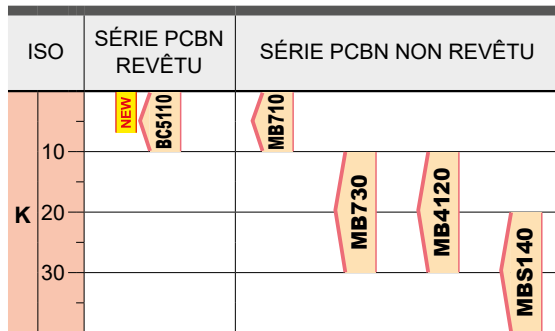 ISO
SÉRIE PCBN
REVÊTU
SÉRIE PCBN NON REVÊTU
K
10
20
30
NEW
BC5110
MB710
MB730
MB4120
MBS140